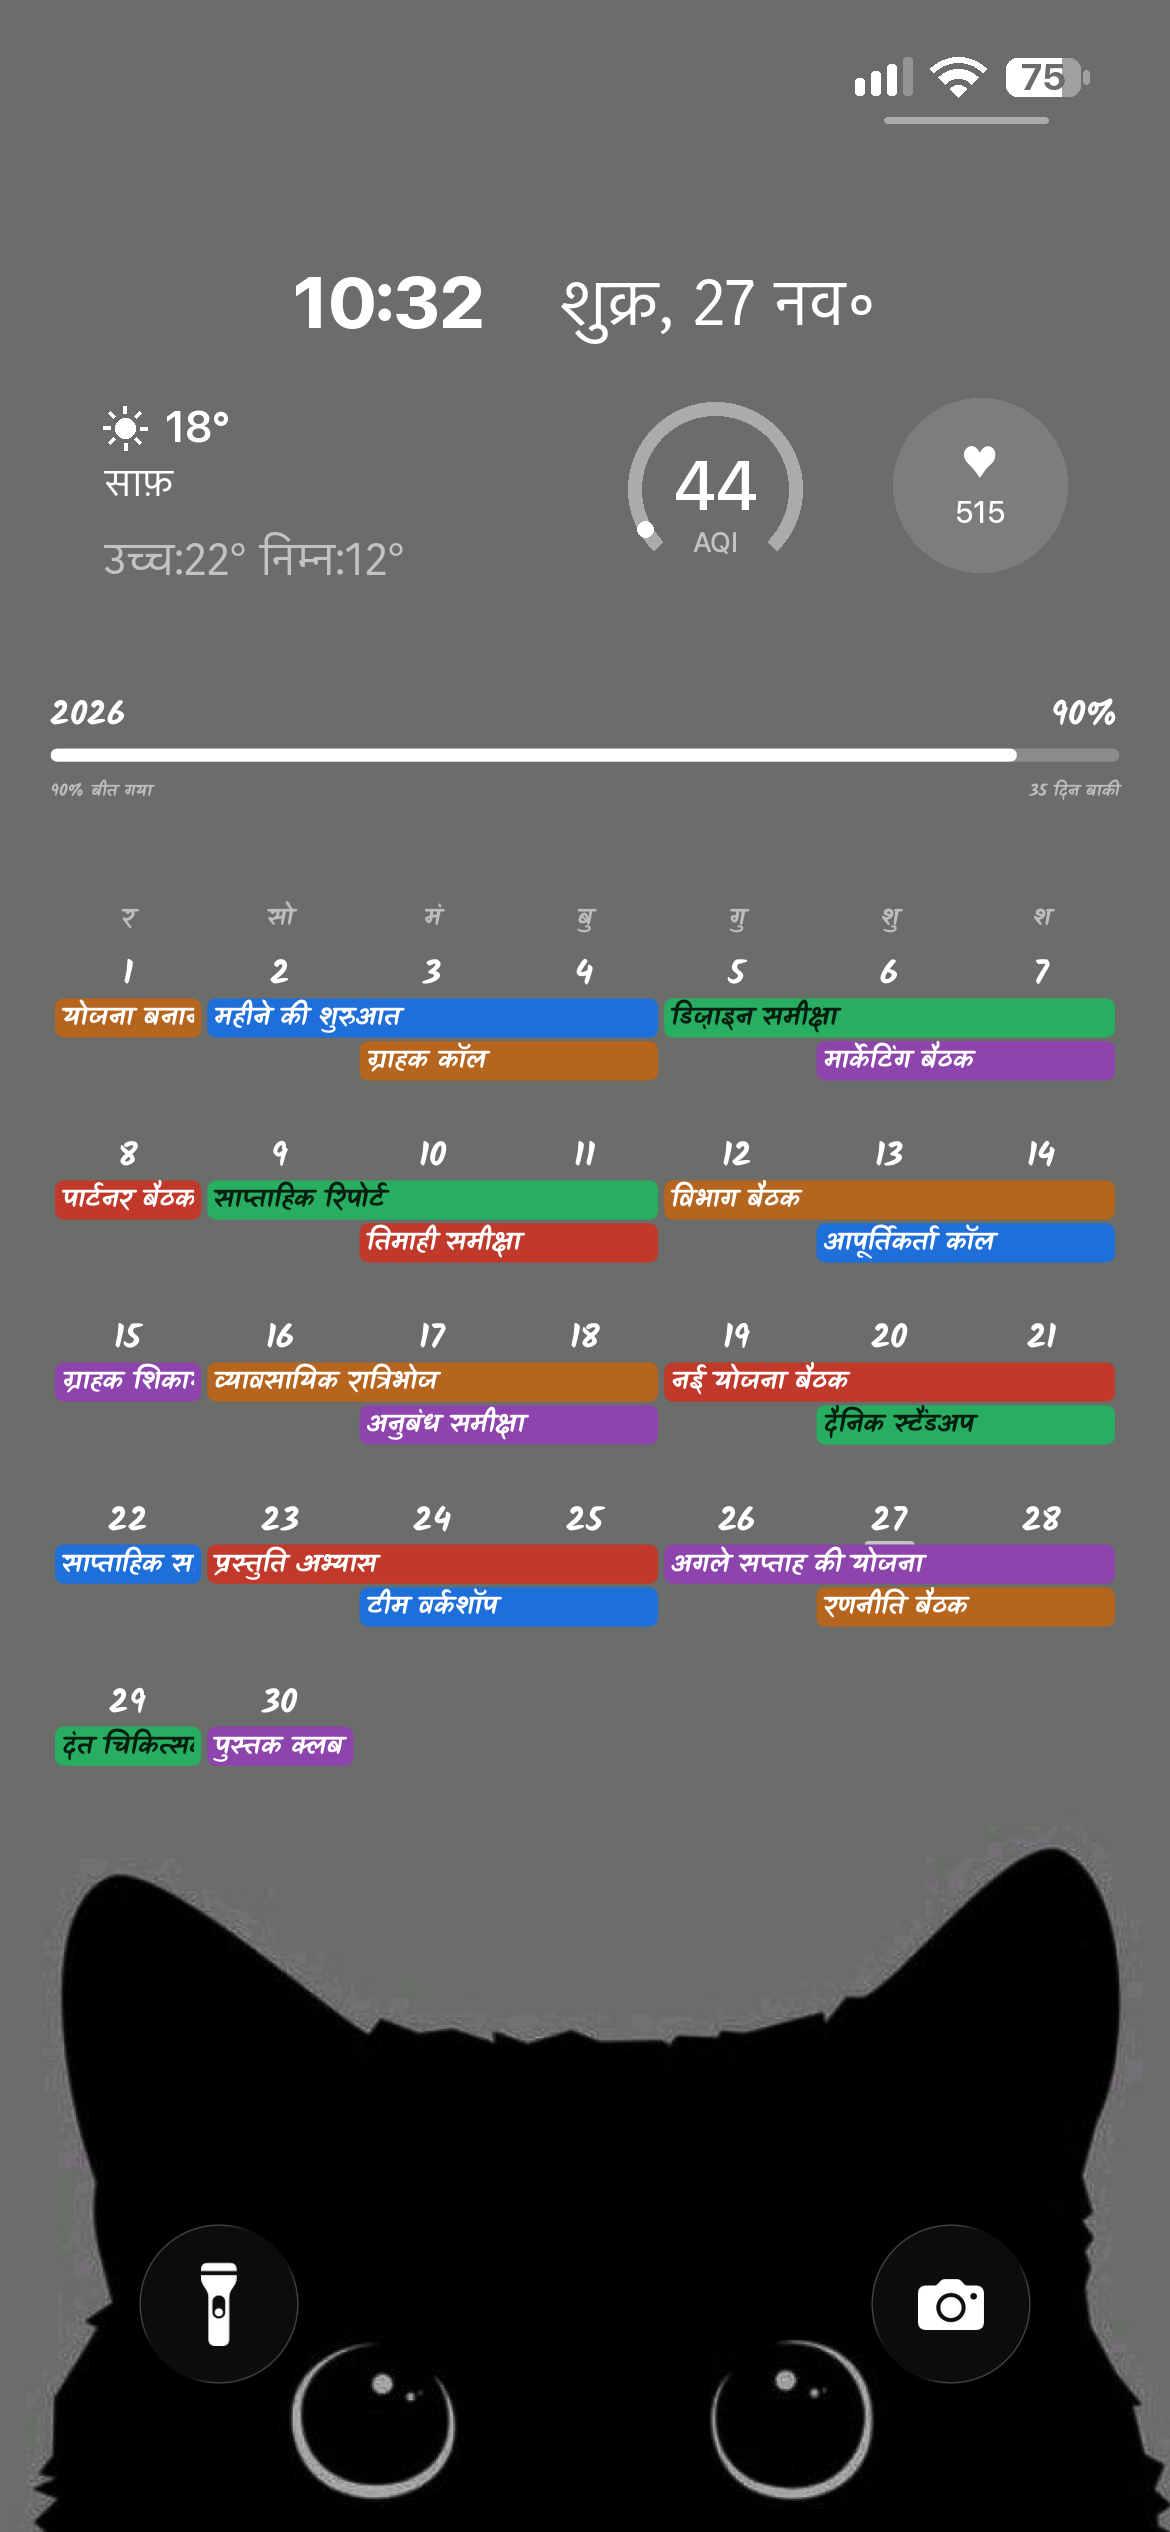 75
10:32 शुक्र, 27 नव॰
18°
साफ़
उच्च:22° निम्न:12°
44
AQI
515
2026 90%
90% बीत गया 35 दिन बाकी
र सो मं बु गु शु श
1 2 3 4 5 6 7
योजना महीने की शुरुआत डिज़ाइन समीक्षा
ग्राहक कॉल मार्केटिंग बैठक
8 9 10 11 12 13 14
पार्टनर बैठक साप्ताहिक रिपोर्ट विभाग बैठक
तिमाही समीक्षा आपूर्तिकर्ता कॉल
15 16 17 18 19 20 21
ग्राहक व्यावसायिक रात्रिभोज नई योजना बैठक
अनुबंध समीक्षा दैनिक स्टैंडअप
22 23 24 25 26 27 28
साप्ताहिक स प्रस्तुति अभ्यास अगले सप्ताह की योजना
टीम वर्कशॉप रणनीति बैठक
29 30
दंत पुस्तक क्लब